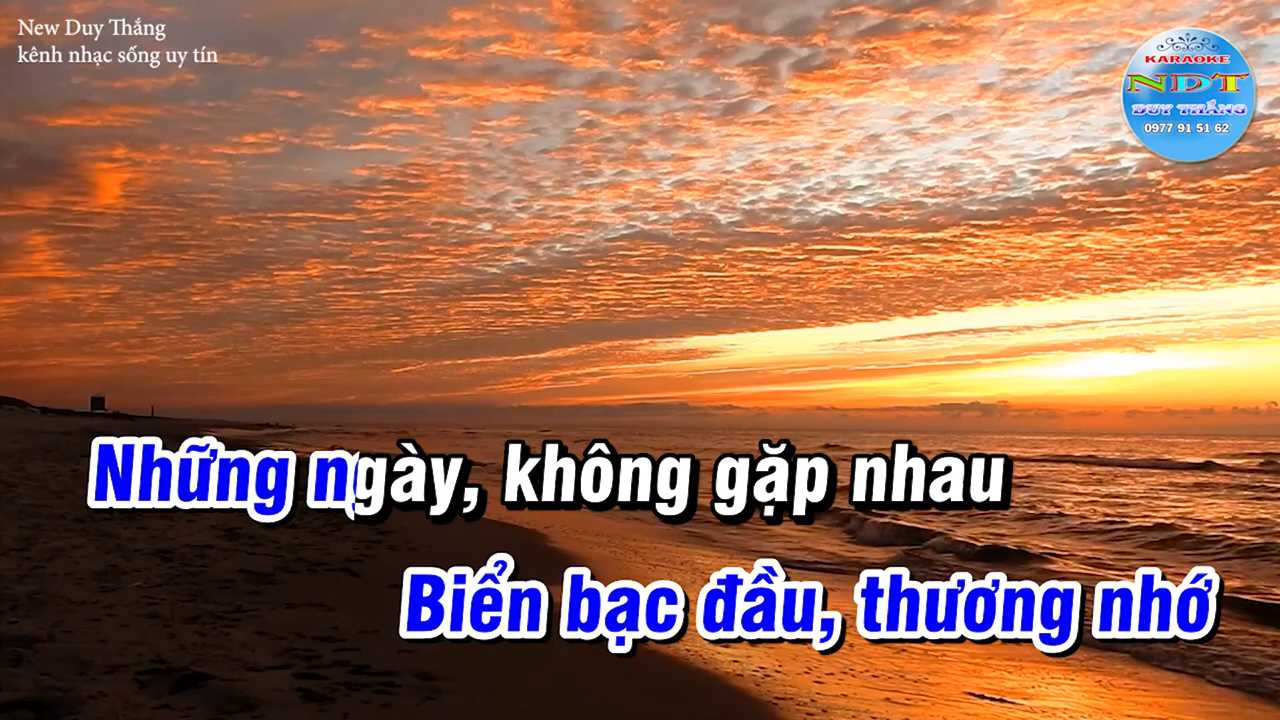 New Duy Thắng
kênh nhạc sống uy tín
KARAOKE
NDT
DUY THẮNG
0977 91 51 62
Những ngày, không gặp nhau
Biển bạc đầu, thương nhớ